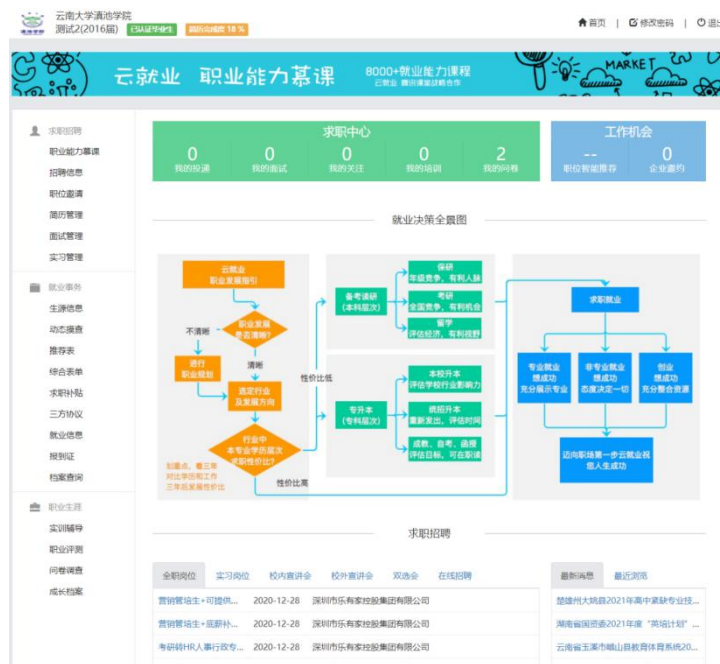 云南大学滇池学院
测试2(2016届) 已认证毕业生 简历完成度 18 %
首页 | 修改密码 | 退出
云就业 职业能力慕课
8000+就业能力课程
MARKET
求职招聘
职业能力慕课
招聘信息
职位邀请
简历管理
面试管理
实习管理
就业事务
生源信息
动态摸查
推荐表
综合表单
求职补贴
三方协议
就业信息
报到证
档案查询
职业生涯
实训辅导
职业评测
问卷调查
成长档案
求职中心
0 0 0 0 2
我的投递 我的面试 我的关注 我的培训 我的问卷
工作机会
-- 0
职位智能推荐 企业邀约
就业决策全景图
云就业
职业发展指引
职业发展
是否清晰?
不清晰
清晰
进行
职业规划
选定行业
及发展方向
行业中
本专业学历层次
求职性价比?
划重点,看三年
对比学历和工作
三年后发展性价比
性价比低
性价比高
备考读研
(本科层次)
保研
年级竞争,有利人脉
考研
全国竞争,有利机会
留学
评估经济,有利视野
专升本
(专科层次)
本校升本
评估学校行业影响力
统招升本
重新发出,评估时间
成教、自考、函授
评估目标,可在职读
求职就业
专业就业
想成功
充分展示专业
非专业就业
想成功
态度决定一切
创业
想成功
充分整合资源
迈向职场第一步云就业祝
您人生成功
求职招聘
全职岗位 实习岗位 校内宣讲会 校外宣讲会 双选会 在线招聘
营销管培生+可提供... 2020-12-28 深圳市乐有家控股集团有限公司
营销管培生+底薪补... 2020-12-28 深圳市乐有家控股集团有限公司
考研转HR人事行政专... 2020-12-28 深圳市乐有家控股集团有限公司
最新消息 最近浏览
楚雄州大姚县2021年高中紧缺专业技...
湖南省国资委2021年度“英培计划”...
云南省玉溪市峨山县教育体育系统20...